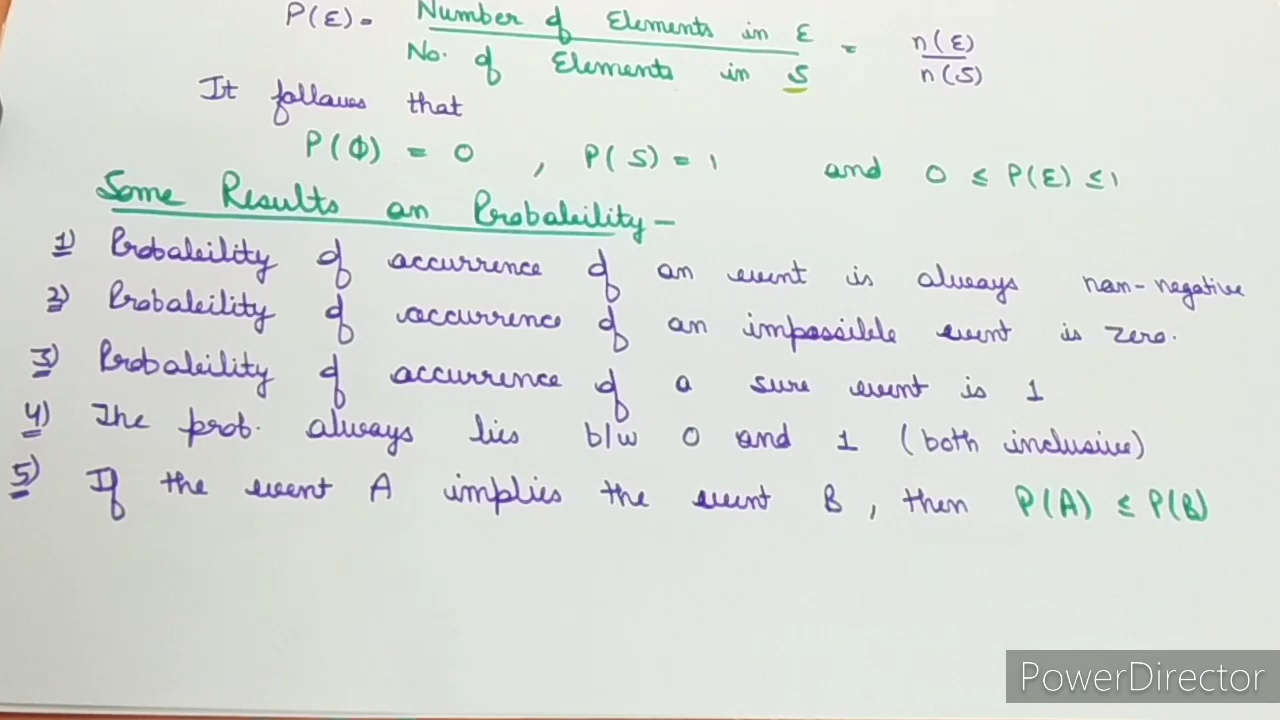 P(E) = Number of Elements in E / No. of Elements in S = n(E) / n(S)
It follows that
P(Φ) = 0 , P(S) = 1 and 0 ≤ P(E) ≤ 1
Some Results on Probability –
1) Probability of occurrence of an event is always non-negative
2) Probability of occurrence of an impossible event is zero.
3) Probability of occurrence of a sure event is 1
4) The prob. always lies b/w 0 and 1 (both inclusive)
5) If the event A implies the event B, then P(A) ≤ P(B)
PowerDirector